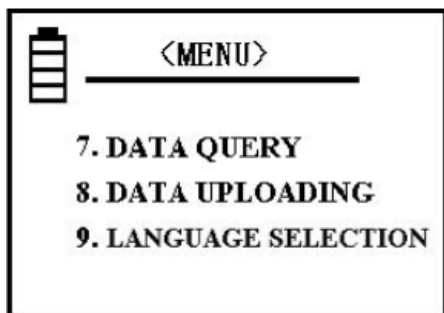 <MENU>
7. DATA QUERY
8. DATA UPLOADING
9. LANGUAGE SELECTION